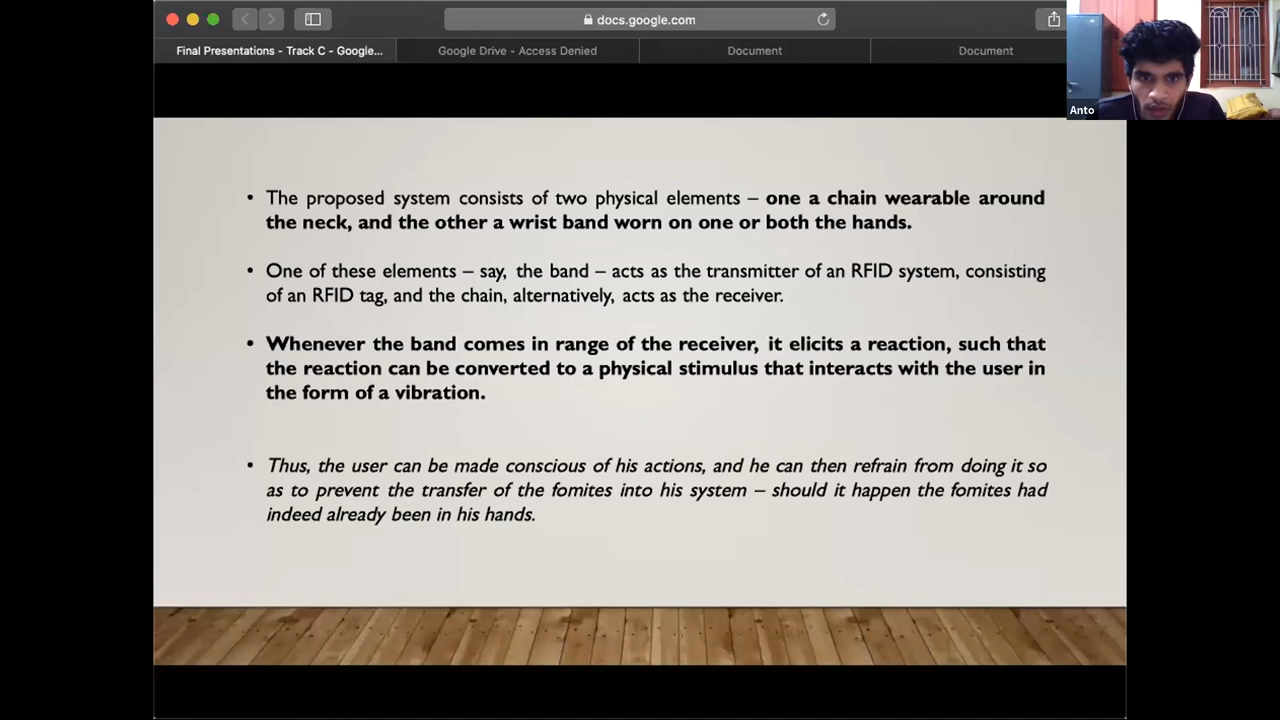 docs.google.com
Final Presentations - Track C - Google...
Google Drive - Access Denied
Document
Document
Anto
• The proposed system consists of two physical elements – one a chain wearable around
the neck, and the other a wrist band worn on one or both the hands.
• One of these elements – say, the band – acts as the transmitter of an RFID system, consisting
of an RFID tag, and the chain, alternatively, acts as the receiver.
• Whenever the band comes in range of the receiver, it elicits a reaction, such that
the reaction can be converted to a physical stimulus that interacts with the user in
the form of a vibration.
• Thus, the user can be made conscious of his actions, and he can then refrain from doing it so
as to prevent the transfer of the fomites into his system – should it happen the fomites had
indeed already been in his hands.